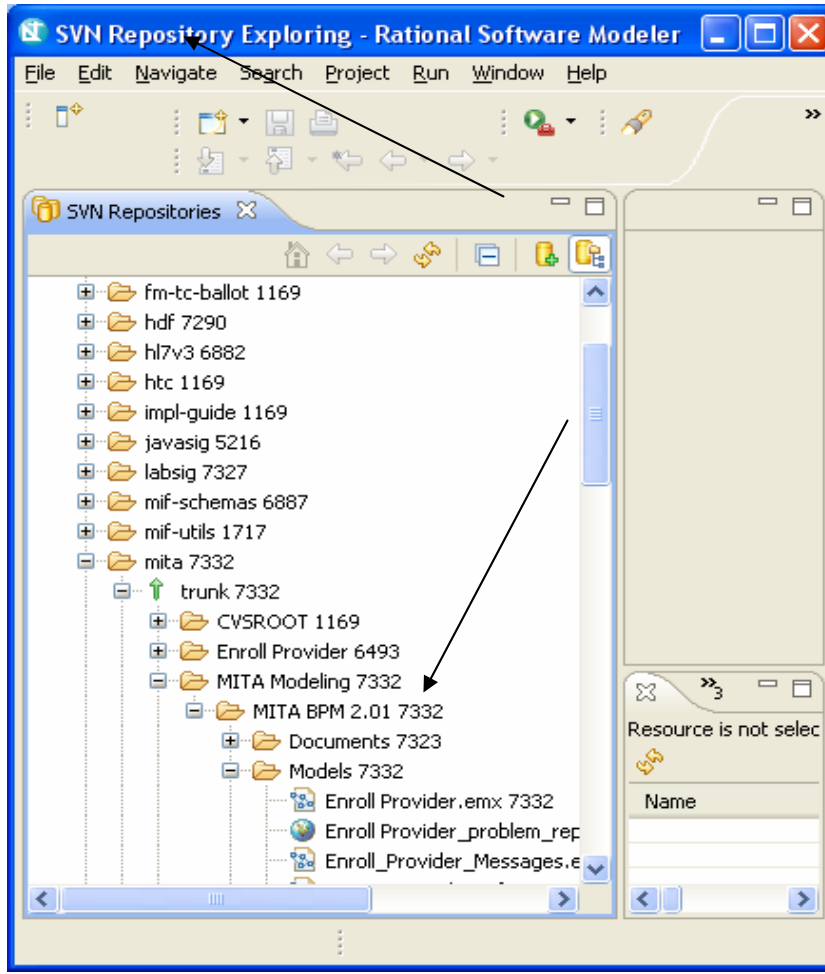 SVN Repository Exploring - Rational Software Modeler
File Edit Navigate Search Project Run Window Help
SVN Repositories
fm-tc-ballot 1169
hdf 7290
hl7v3 6882
htc 1169
impl-guide 1169
javasig 5216
labsig 7327
mif-schemas 6887
mif-utils 1717
mita 7332
trunk 7332
CVSROOT 1169
Enroll Provider 6493
MITA Modeling 7332
MITA BPM 2.01 7332
Documents 7323
Models 7332
Enroll Provider.emx 7332
Enroll Provider_problem_rep
Enroll_Provider_Messages.e
3
Resource is not selec
Name